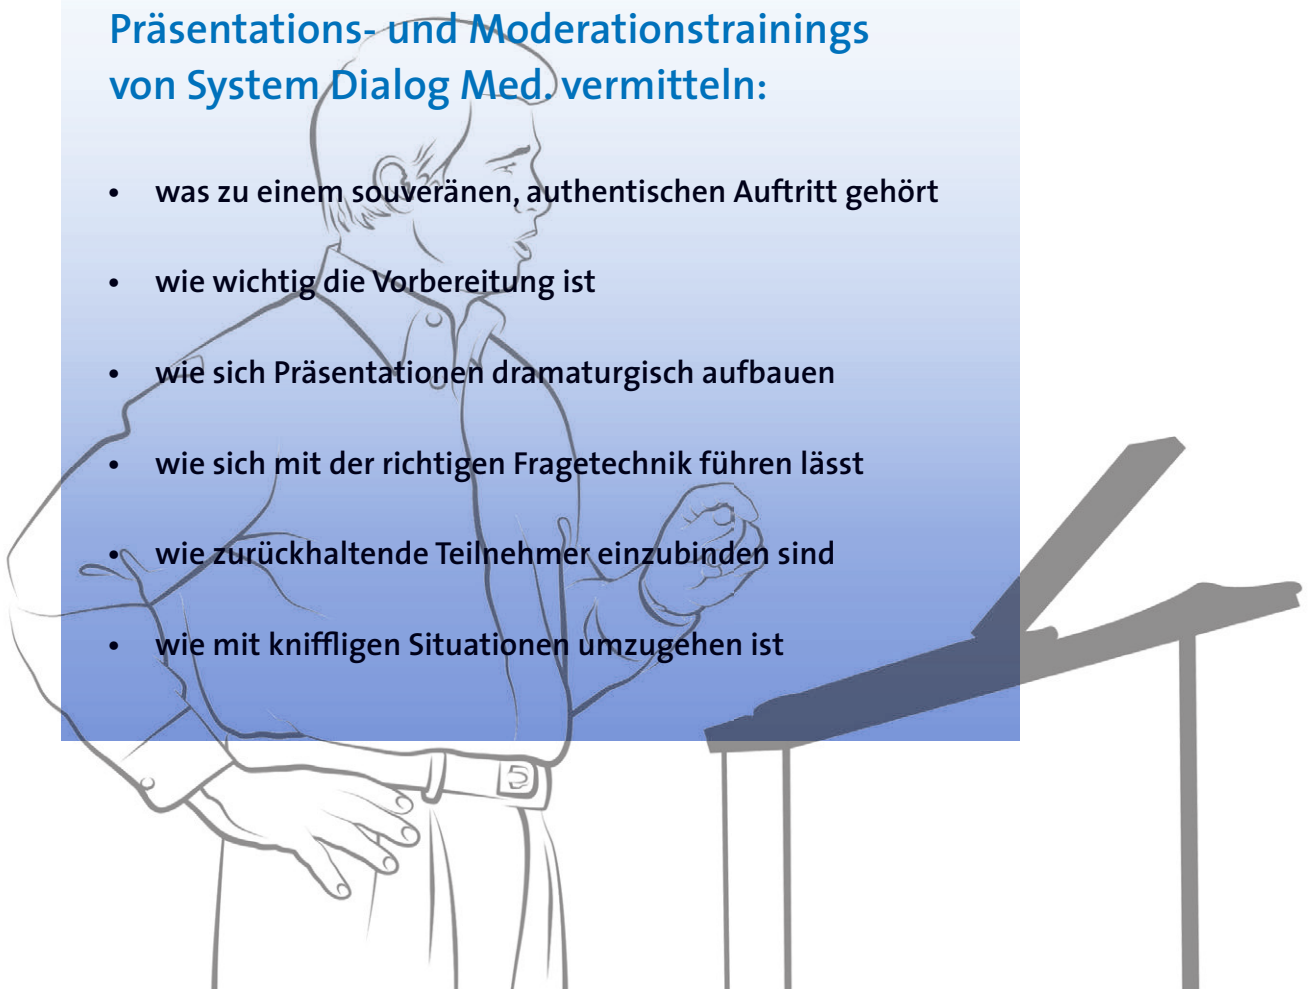 Präsentations- und Moderationstrainings
von System Dialog Med. vermitteln:
• was zu einem souveränen, authentischen Auftritt gehört
• wie wichtig die Vorbereitung ist
• wie sich Präsentationen dramaturgisch aufbauen
• wie sich mit der richtigen Fragetechnik führen lässt
• wie zurückhaltende Teilnehmer einzubinden sind
• wie mit kniffligen Situationen umzugehen ist